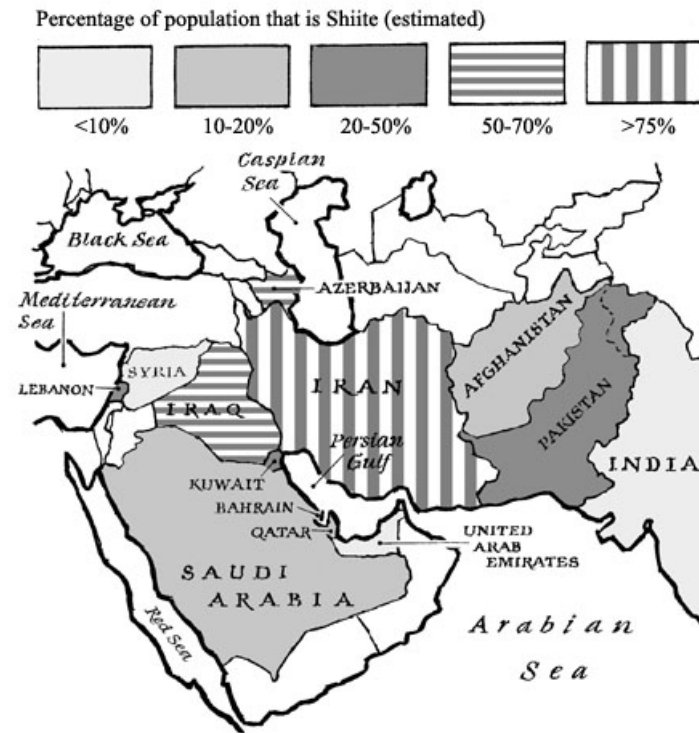 Percentage of population that is Shiite (estimated)
<10% 10-20% 20-50% 50-70% >75%
Caspian
Sea
Black Sea
AZERBAIJAN
Mediterranean
Sea
AFGHANISTAN
SYRIA
LEBANON
IRAN
IRAQ
PAKISTAN
Persian
Gulf
INDIA
KUWAIT
BAHRAIN
QATAR
UNITED
ARAB
EMIRATES
SAUDI
ARABIA
Red Sea
Arabian
Sea